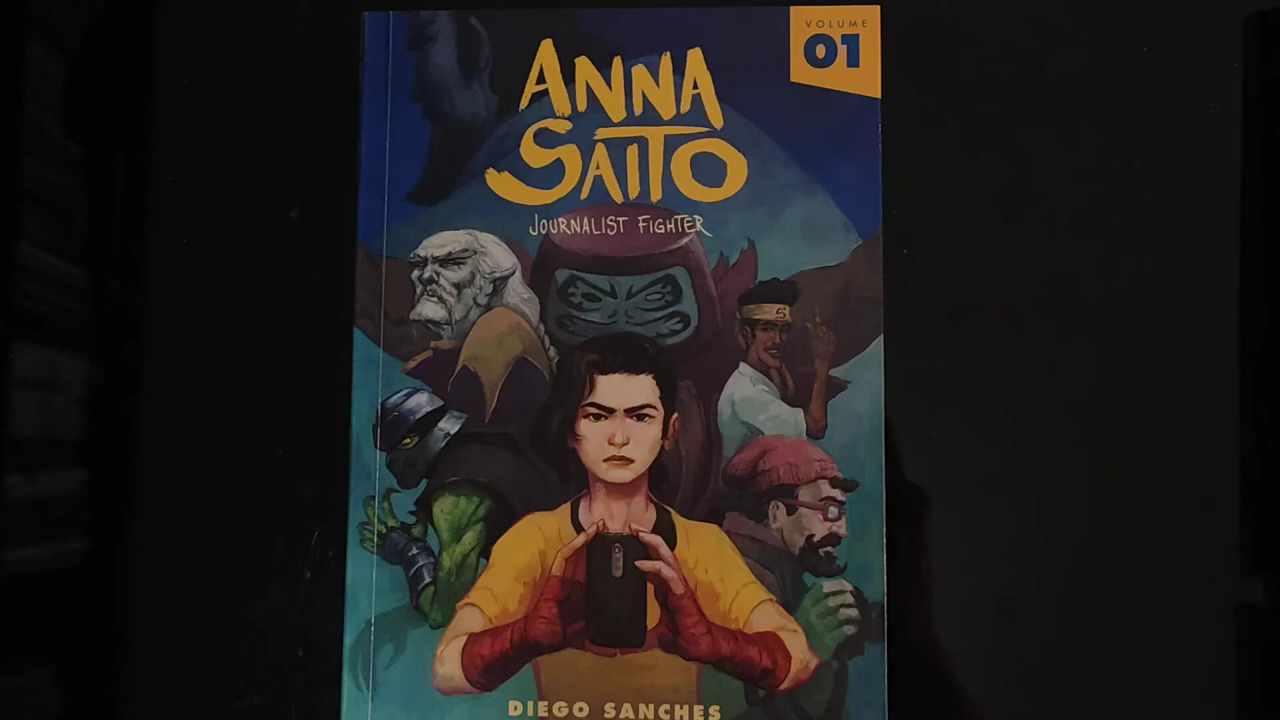 VOLUME
01
ANNA
SAITO
JOURNALIST FIGHTER
S
DIEGO SANCHES